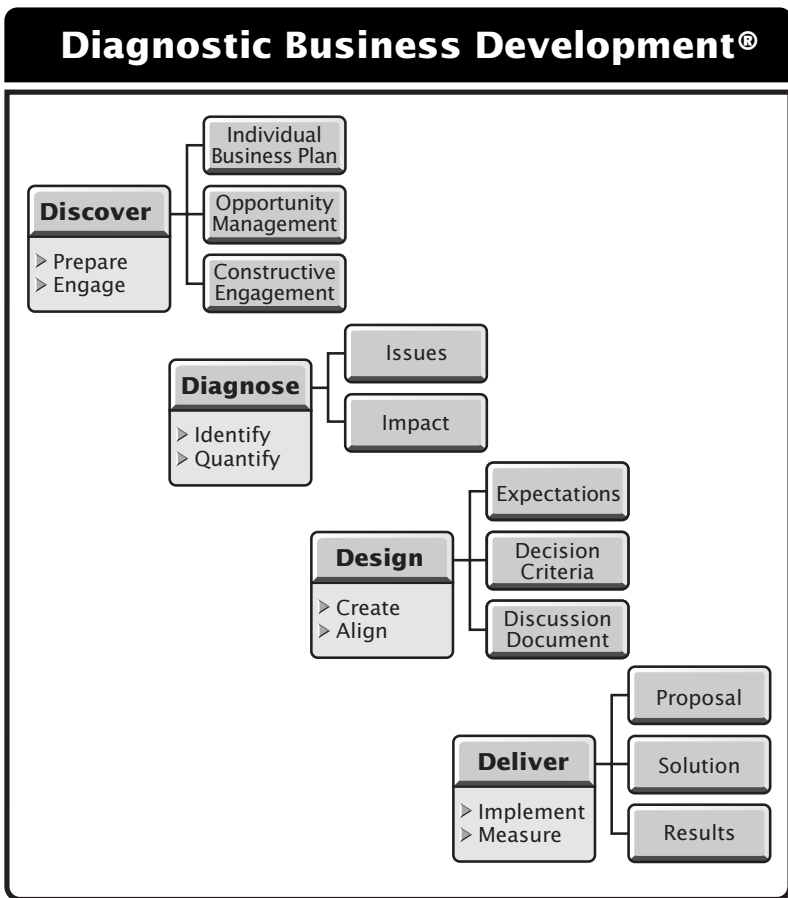 Diagnostic Business Development®
Individual
Business Plan
Discover
Opportunity
Management
> Prepare
> Engage
Constructive
Engagement
Issues
Diagnose
Impact
> Identify
> Quantify
Expectations
Design
Decision
Criteria
> Create
> Align
Discussion
Document
Proposal
Deliver
Solution
> Implement
> Measure
Results